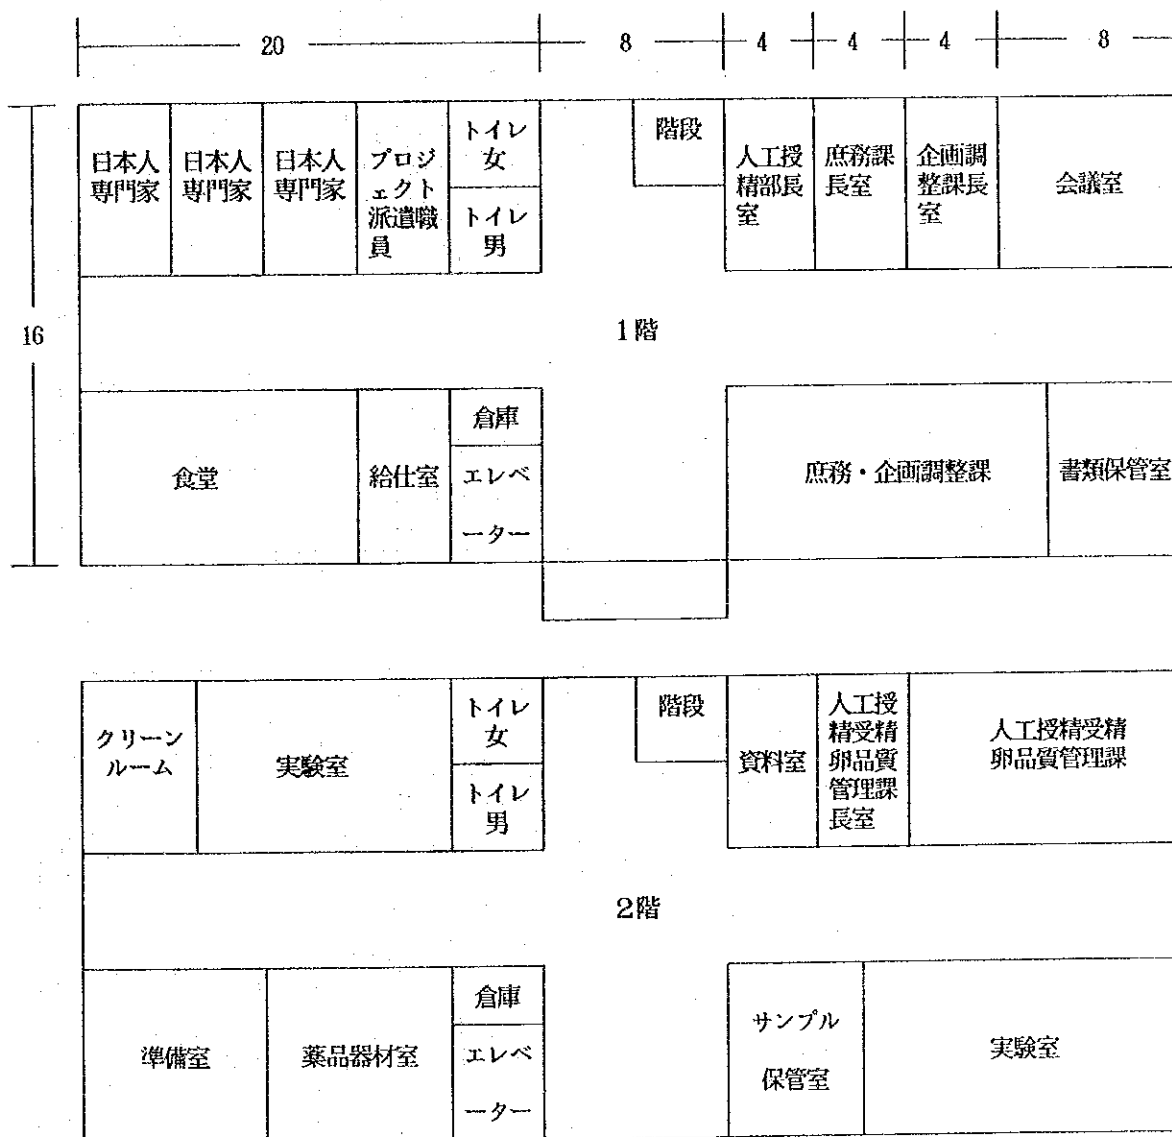 20
8
4
4
4
8
16
日本人
専門家
日本人
専門家
日本人
専門家
プロジ
ェクト
派遣職
員
トイレ
女
トイレ
男
階段
人工授
精部長
室
庶務課
長室
企画調
整課長
室
会議室
1階
食堂
給仕室
倉庫
エレベ
ーター
庶務・企画調整課
書類保管室
クリーン
ルーム
実験室
トイレ
女
トイレ
男
階段
資料室
人工授
精受精
卵品質
管理課
長室
人工授精受精
卵品質管理課
2階
準備室
薬品器材室
倉庫
エレベ
ーター
サンプル
保管室
実験室